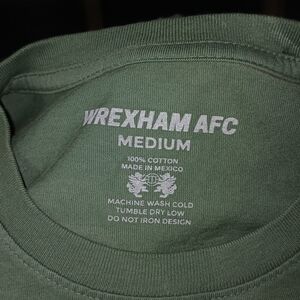 WREXHAM AFC
MEDIUM
100% COTTON
MADE IN MEXICO
MACHINE WASH COLD
TUMBLE DRY LOW
DO NOT IRON DESIGN